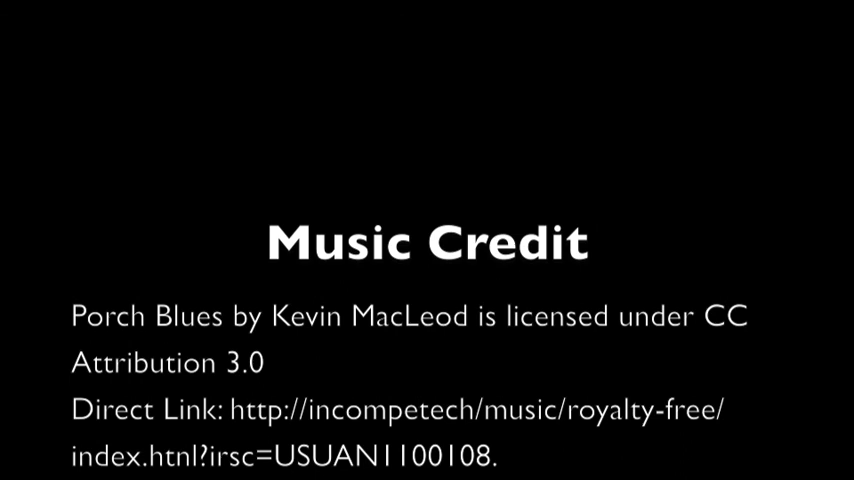 Music Credit
Porch Blues by Kevin MacLeod is licensed under CC
Attribution 3.0
Direct Link: http://incompetech/music/royalty-free/
index.htnl?irsc=USUAN1100108.